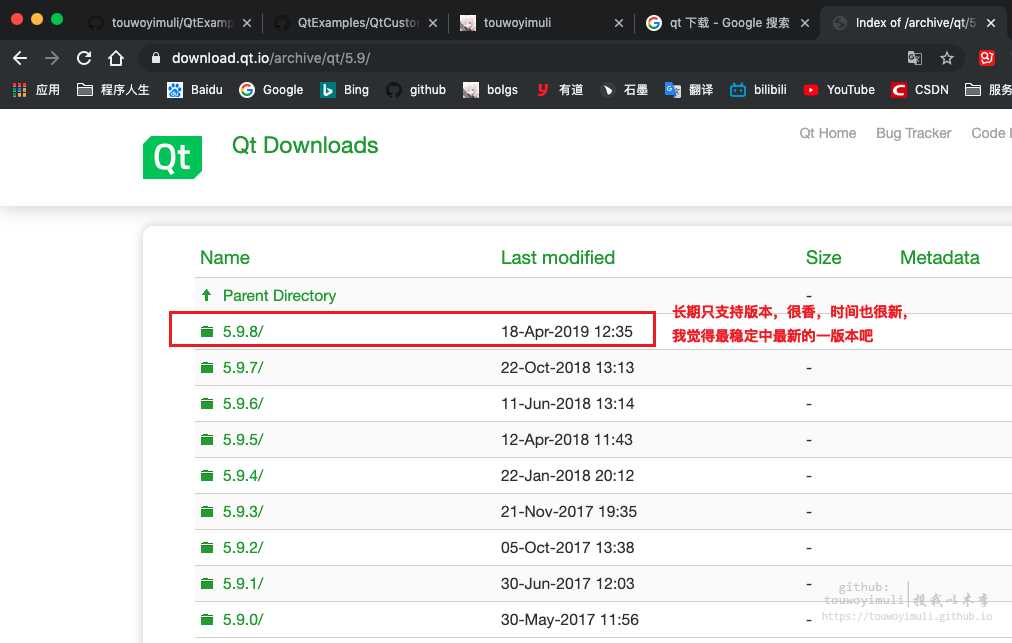 touwoyimuli/QtExamp
QtExamples/QtCustor
touwoyimuli
qt 下载 - Google 搜索
Index of /archive/qt/5
download.qt.io/archive/qt/5.9/
应用 程序人生 Baidu Google Bing github bolgs 有道 石墨 翻译 bilibili YouTube CSDN 服务
Qt
Qt Downloads
Qt Home Bug Tracker Code
Name Last modified Size Metadata
Parent Directory -
长期只支持版本，很香，时间也很新，
5.9.8/ 18-Apr-2019 12:35
我觉得最稳定中最新的一版本吧
5.9.7/ 22-Oct-2018 13:13 -
5.9.6/ 11-Jun-2018 13:14 -
5.9.5/ 12-Apr-2018 11:43 -
5.9.4/ 22-Jan-2018 20:12 -
5.9.3/ 21-Nov-2017 19:35 -
5.9.2/ 05-Oct-2017 13:38 -
5.9.1/ 30-Jun-2017 12:03 -
5.9.0/ 30-May-2017 11:56 -
github:
touwoyimuli 投我以木李
https://touwoyimuli.github.io